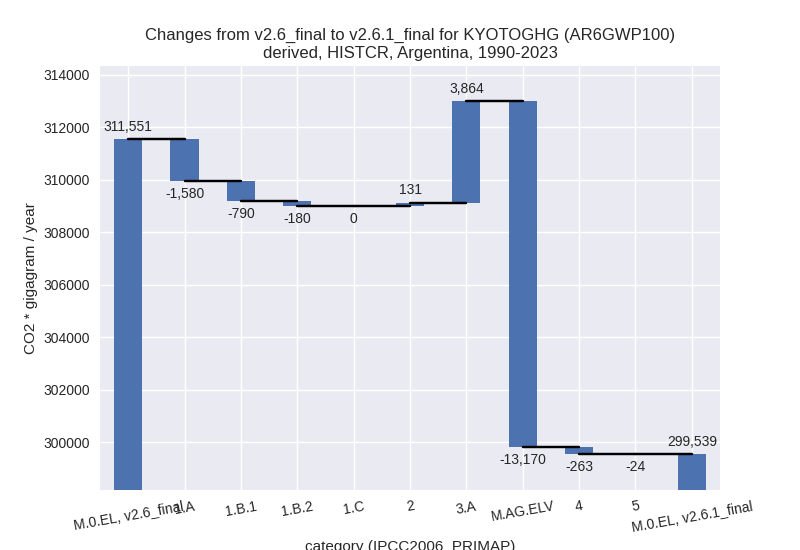 Changes from v2.6_final to v2.6.1_final for KYOTOGHG (AR6GWP100)
derived, HISTCR, Argentina, 1990-2023
314000
312000
310000
308000
306000
304000
302000
300000
CO2 * gigagram / year
311,551
-1,580
-790
-180
0
131
3,864
-13,170
-263
-24
299,539
M.0.EL, v2.6_final
1.A
1.B.1
1.B.2
1.C
2
3.A
M.AG.ELV
4
5
M.0.EL, v2.6.1_final
category (IPCC2006_PRIMAP)